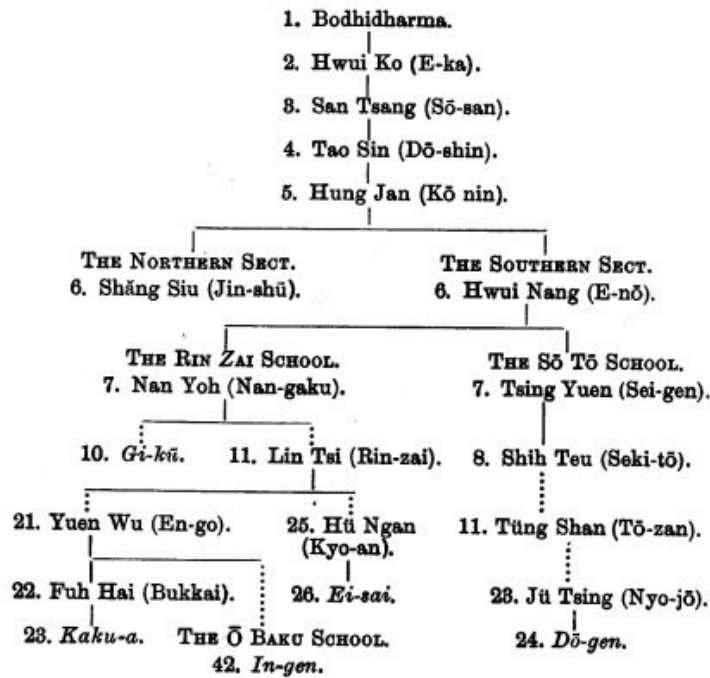 1. Bodhidharma.
2. Hwui Ko (E-ka).
3. San Tsang (Sō-san).
4. Tao Sin (Dō-shin).
5. Hung Jan (Kō nin).
THE NORTHERN SECT.
6. Shăng Siu (Jin-shū).
THE SOUTHERN SECT.
6. Hwui Nang (E-nō).
THE RIN ZAI SCHOOL.
7. Nan Yoh (Nan-gaku).
THE SŌ TŌ SCHOOL.
7. Tsing Yuen (Sei-gen).
10. Gi-kū.
11. Lin Tsi (Rin-zai).
8. Shih Teu (Seki-tō).
21. Yuen Wu (En-go).
25. Hü Ngan
(Kyo-an).
11. Tüng Shan (Tō-zan).
22. Fuh Hai (Bukkai).
26. Ei-sai.
23. Jü Tsing (Nyo-jō).
23. Kaku-a.
THE Ō BAKU SCHOOL.
42. In-gen.
24. Dō-gen.